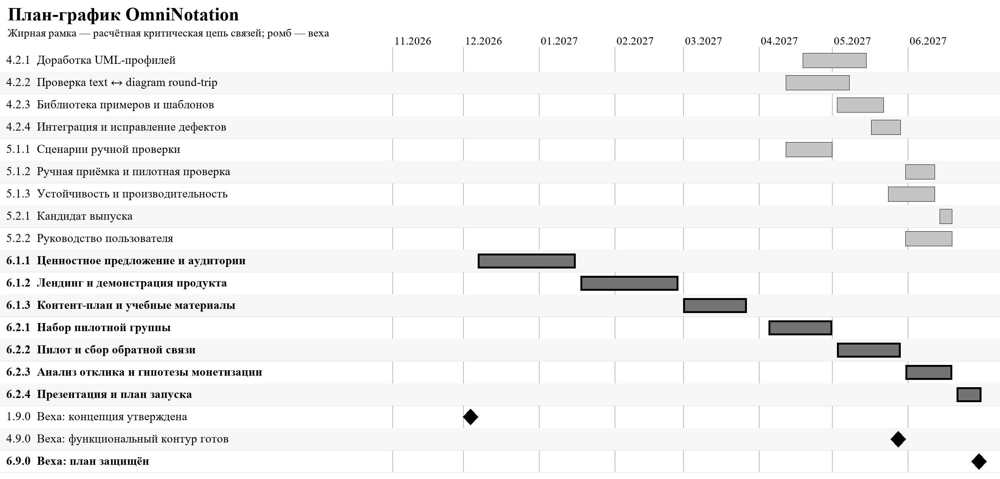 План-график OmniNotation
Жирная рамка — расчётная критическая цепь связей; ромб — веха
11.2026 12.2026 01.2027 02.2027 03.2027 04.2027 05.2027 06.2027
4.2.1 Доработка UML-профилей
4.2.2 Проверка text ↔ diagram round-trip
4.2.3 Библиотека примеров и шаблонов
4.2.4 Интеграция и исправление дефектов
5.1.1 Сценарии ручной проверки
5.1.2 Ручная приёмка и пилотная проверка
5.1.3 Устойчивость и производительность
5.2.1 Кандидат выпуска
5.2.2 Руководство пользователя
6.1.1 Ценностное предложение и аудитории
6.1.2 Лендинг и демонстрация продукта
6.1.3 Контент-план и учебные материалы
6.2.1 Набор пилотной группы
6.2.2 Пилот и сбор обратной связи
6.2.3 Анализ отклика и гипотезы монетизации
6.2.4 Презентация и план запуска
1.9.0 Веха: концепция утверждена
4.9.0 Веха: функциональный контур готов
6.9.0 Веха: план защищён